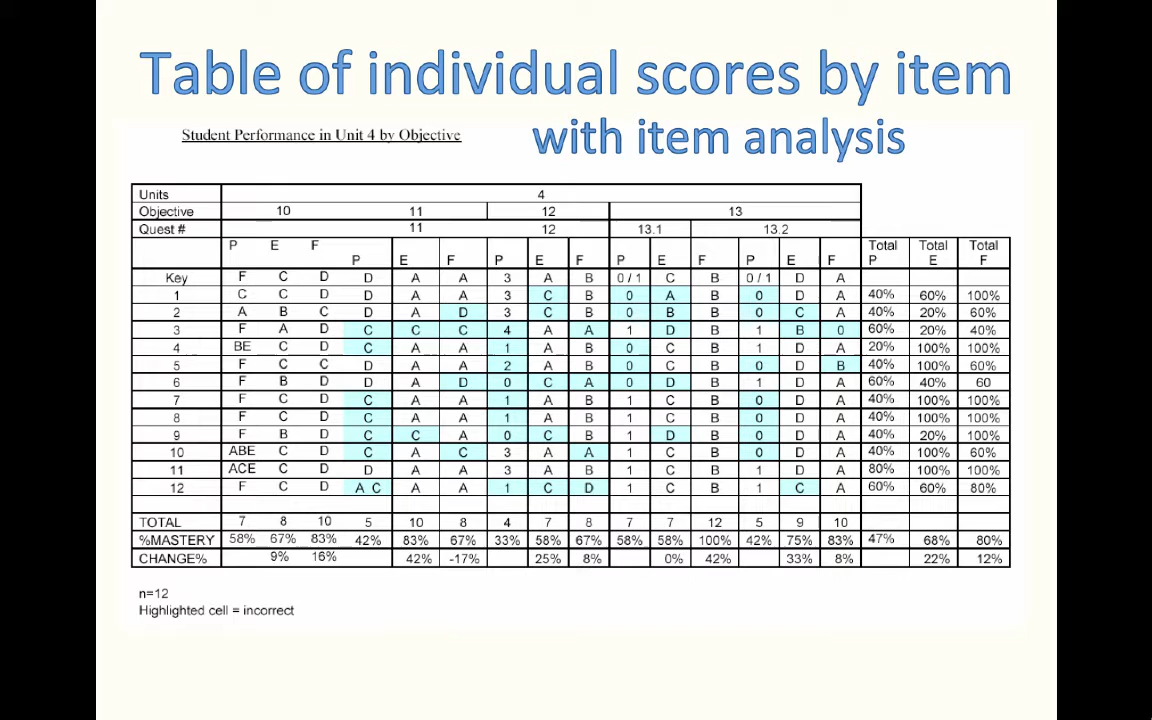 Table of individual scores by item
Student Performance in Unit 4 by Objective
with item analysis
Units 4
Objective 10 11 12 13
Quest # 11 12 13.1 13.2
P E F P E F P E F P E F P E F Total P Total E Total F
Key F C D D A A 3 A B 0 / 1 C B 0 / 1 D A
1 C C D D A A 3 C B 0 A B 0 D A 40% 60% 100%
2 A B C D A D 3 C B 0 B B 0 C A 40% 20% 60%
3 F A D C C C 4 A A 1 D B 1 B 0 60% 20% 40%
4 BE C D C A A 1 A B 0 C B 1 D A 20% 100% 100%
5 F C C D A A 2 A B 0 C B 0 D B 40% 100% 60%
6 F B D D A D 0 C A 0 D B 1 D A 60% 40% 60
7 F C D C A A 1 A B 1 C B 0 D A 40% 100% 100%
8 F C D C A A 1 A B 1 C B 0 D A 40% 100% 100%
9 F B D C C A 0 C B 1 D B 0 D A 40% 20% 100%
10 ABE C D C A C 3 A A 1 C B 0 D A 40% 100% 60%
11 ACE C D D A A 3 A B 1 C B 1 D A 80% 100% 100%
12 F C D A C A A 1 C D 1 C B 1 C A 60% 60% 80%
TOTAL 7 8 10 5 10 8 4 7 8 7 7 12 5 9 10
%MASTERY 58% 67% 83% 42% 83% 67% 33% 58% 67% 58% 58% 100% 42% 75% 83% 47% 68% 80%
CHANGE% 9% 16% 42% -17% 25% 8% 0% 42% 33% 8% 22% 12%
n=12
Highlighted cell = incorrect